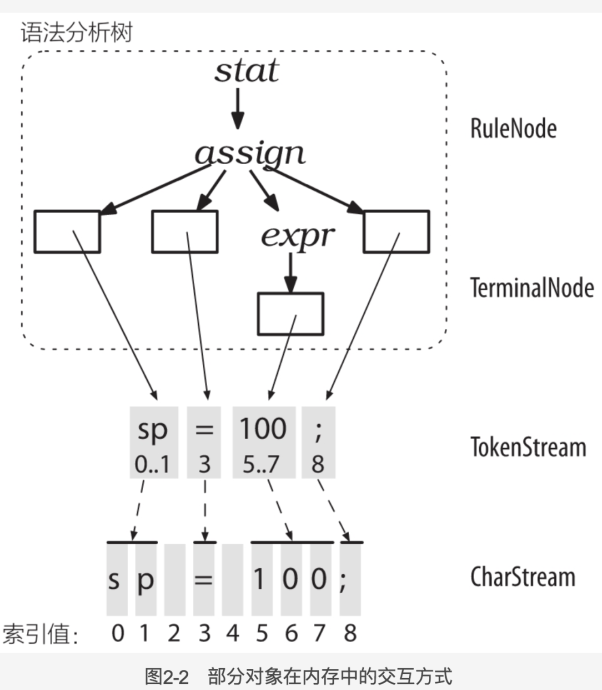 语法分析树
stat
RuleNode
assign
expr
TerminalNode
sp = 100 ;
0..1 3 5..7 8
TokenStream
s p = 1 0 0 ;
CharStream
索引值: 0 1 2 3 4 5 6 7 8
图2-2 部分对象在内存中的交互方式